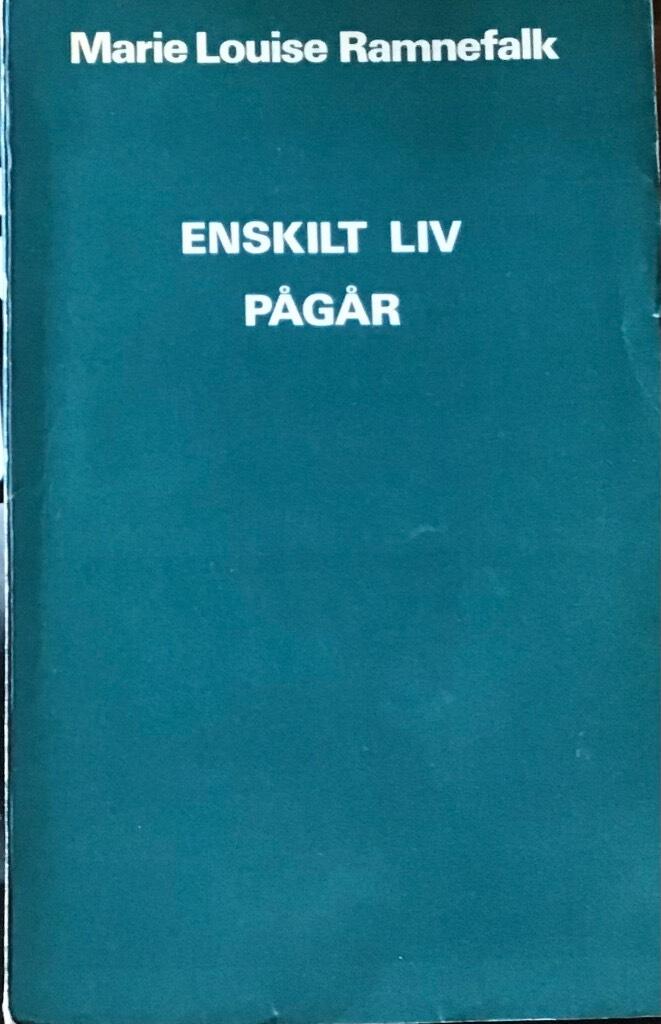 Marie Louise Ramnefalk
ENSKILT LIV
PÅGÅR